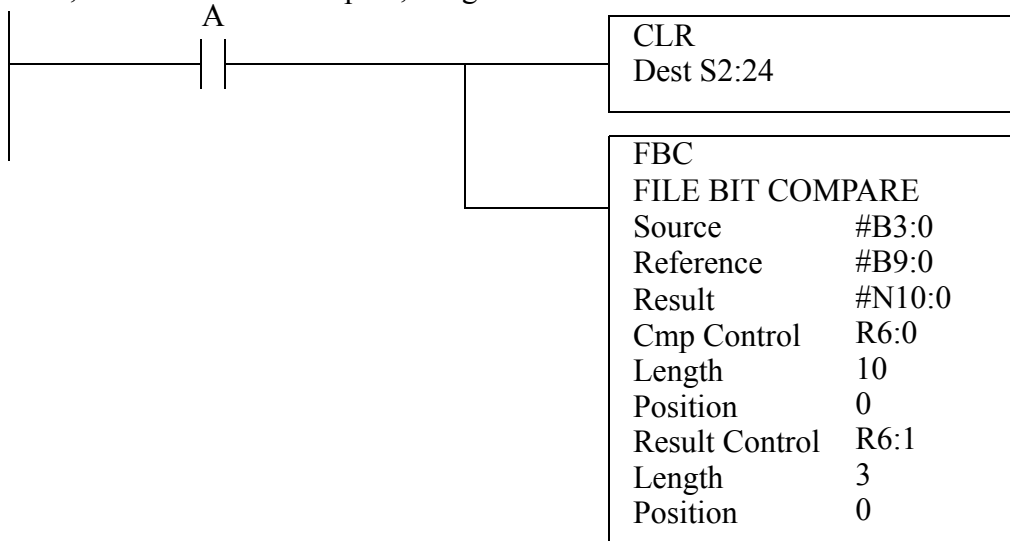 A
CLR
Dest S2:24
FBC
FILE BIT COMPARE
Source #B3:0
Reference #B9:0
Result #N10:0
Cmp Control R6:0
Length 10
Position 0
Result Control R6:1
Length 3
Position 0